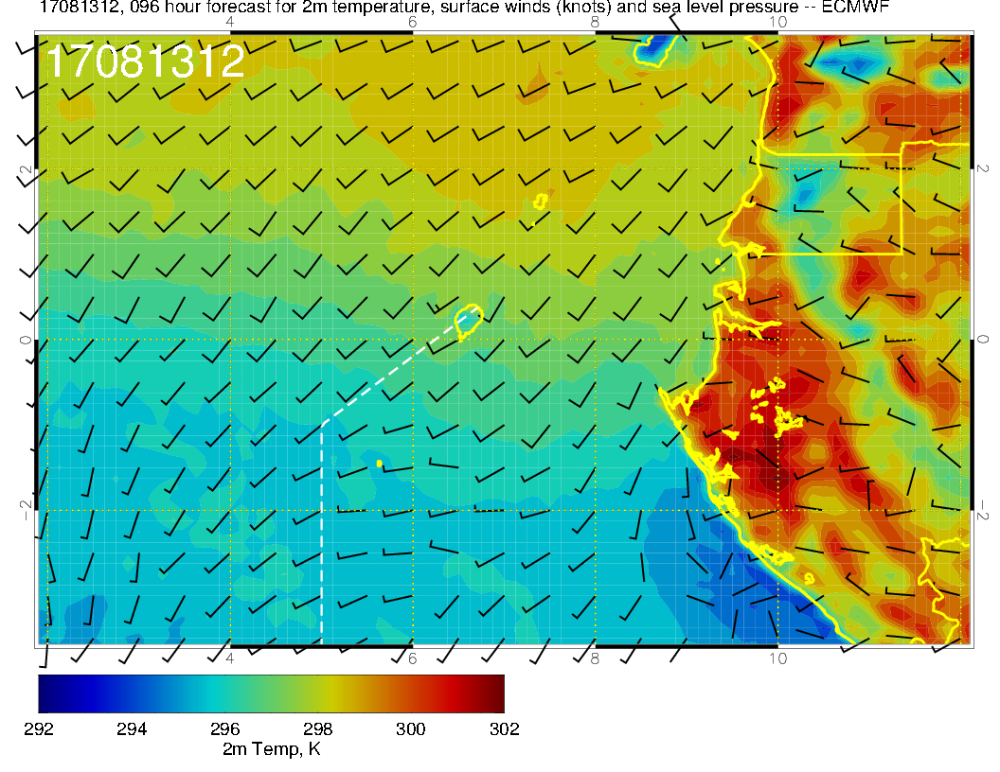 17081312, 096 hour forecast for 2m temperature, surface winds (knots) and sea level pressure -- ECMWF
4 6 8 10
17081312
2 2
0 0
-2 -2
4 6 8 10
292 294 296 298 300 302
2m Temp, K